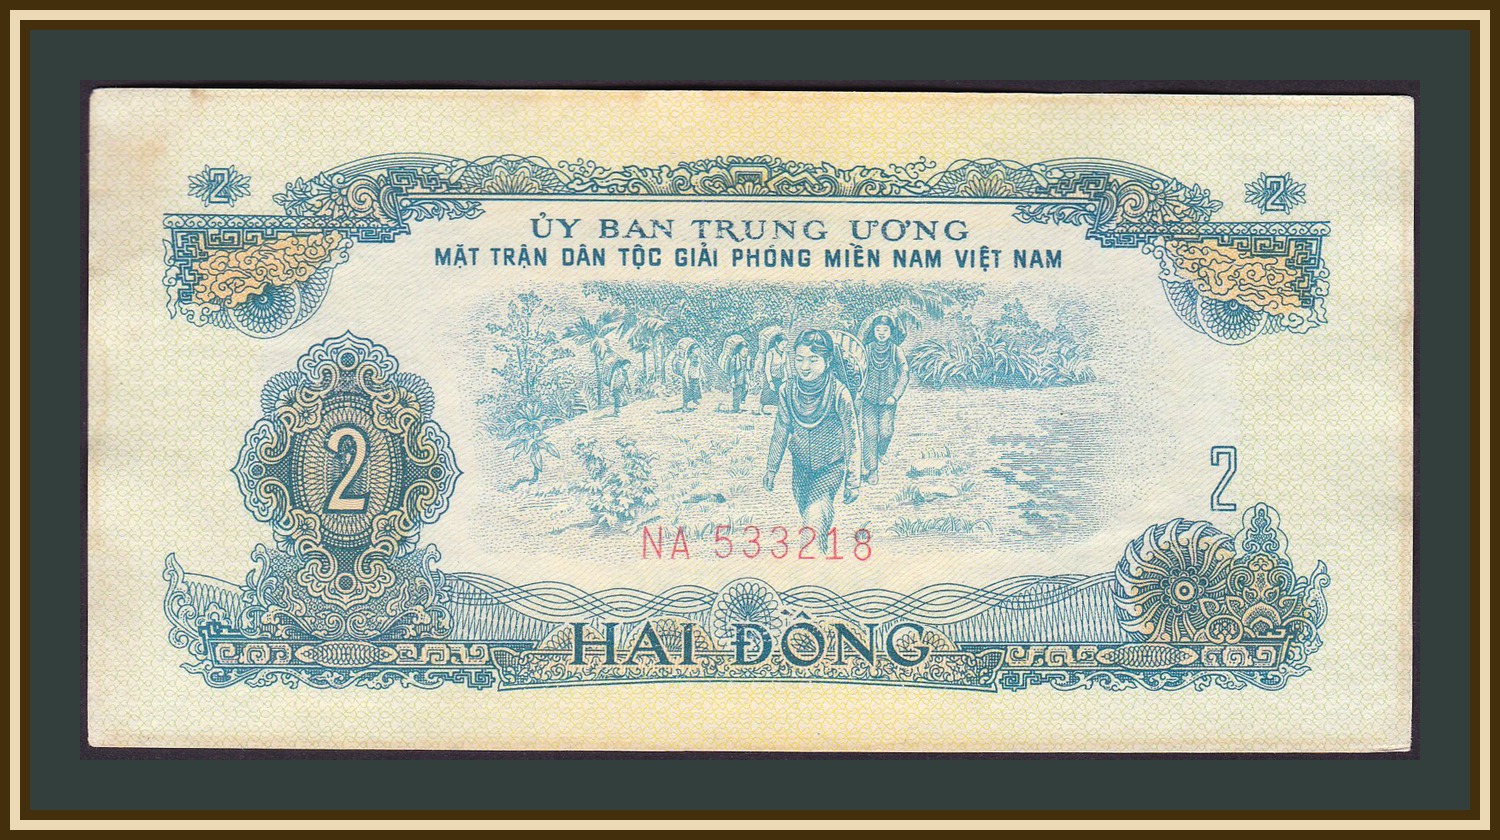 2 2
ỦY BAN TRUNG ƯƠNG
MẶT TRẬN DÂN TỘC GIẢI PHÓNG MIỀN NAM VIỆT NAM
2 2
NA 533218
HAI ĐỒNG